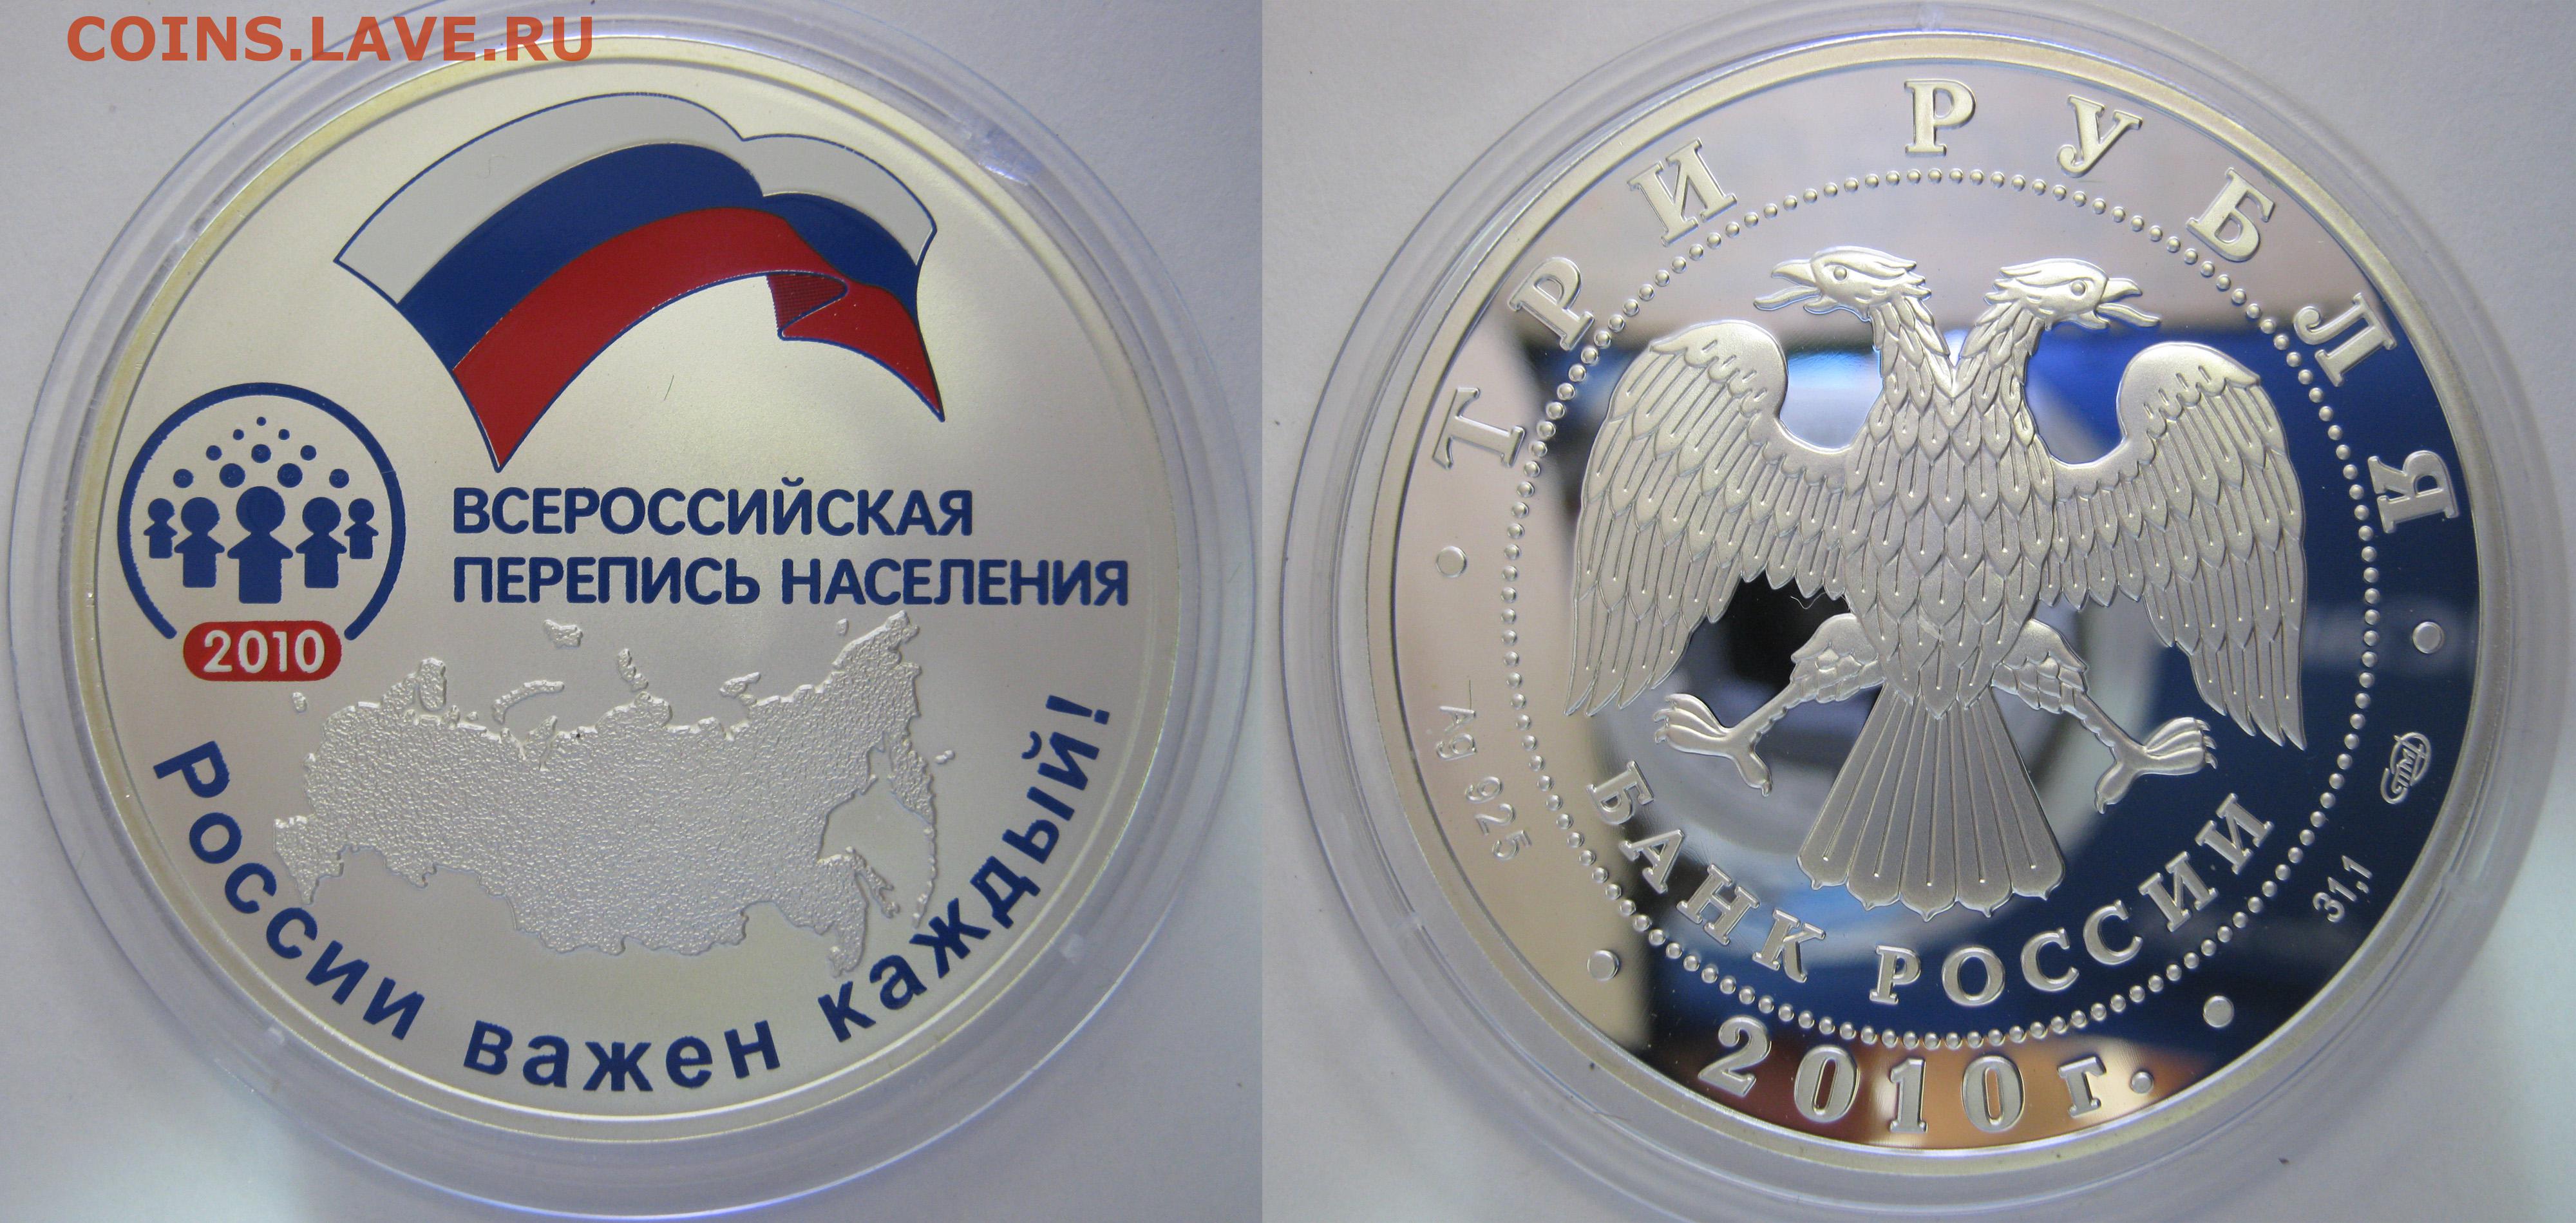 COINS.LAVE.RU
ВСЕРОССИЙСКАЯ
ПЕРЕПИСЬ НАСЕЛЕНИЯ
2010
России важен каждый!
ТРИ РУБЛЯ
БАНК РОССИИ
Ag 925
31,1
2010 г.